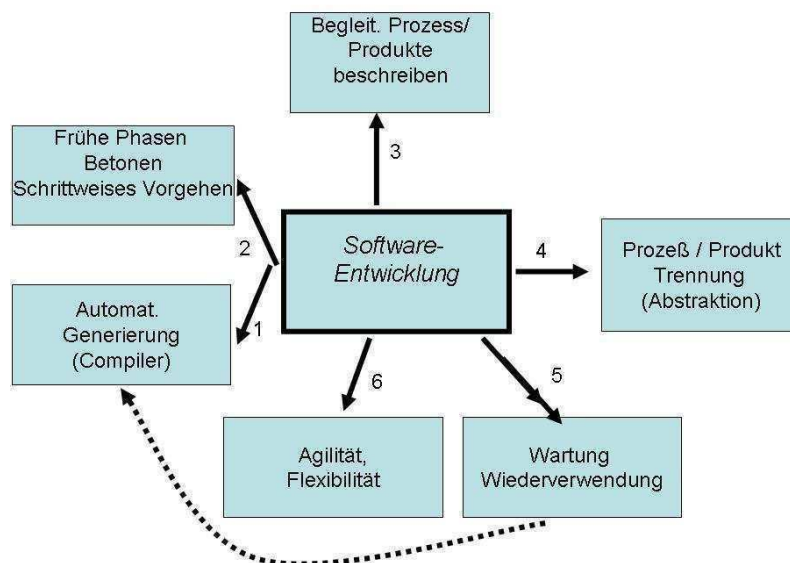 Begleit. Prozess/
Produkte
beschreiben
3
Frühe Phasen
Betonen
Schrittweises Vorgehen
2
Software-
Entwicklung
4
Prozeß / Produkt
Trennung
(Abstraktion)
Automat.
Generierung
(Compiler)
1
6
5
Agilität,
Flexibilität
Wartung
Wiederverwendung